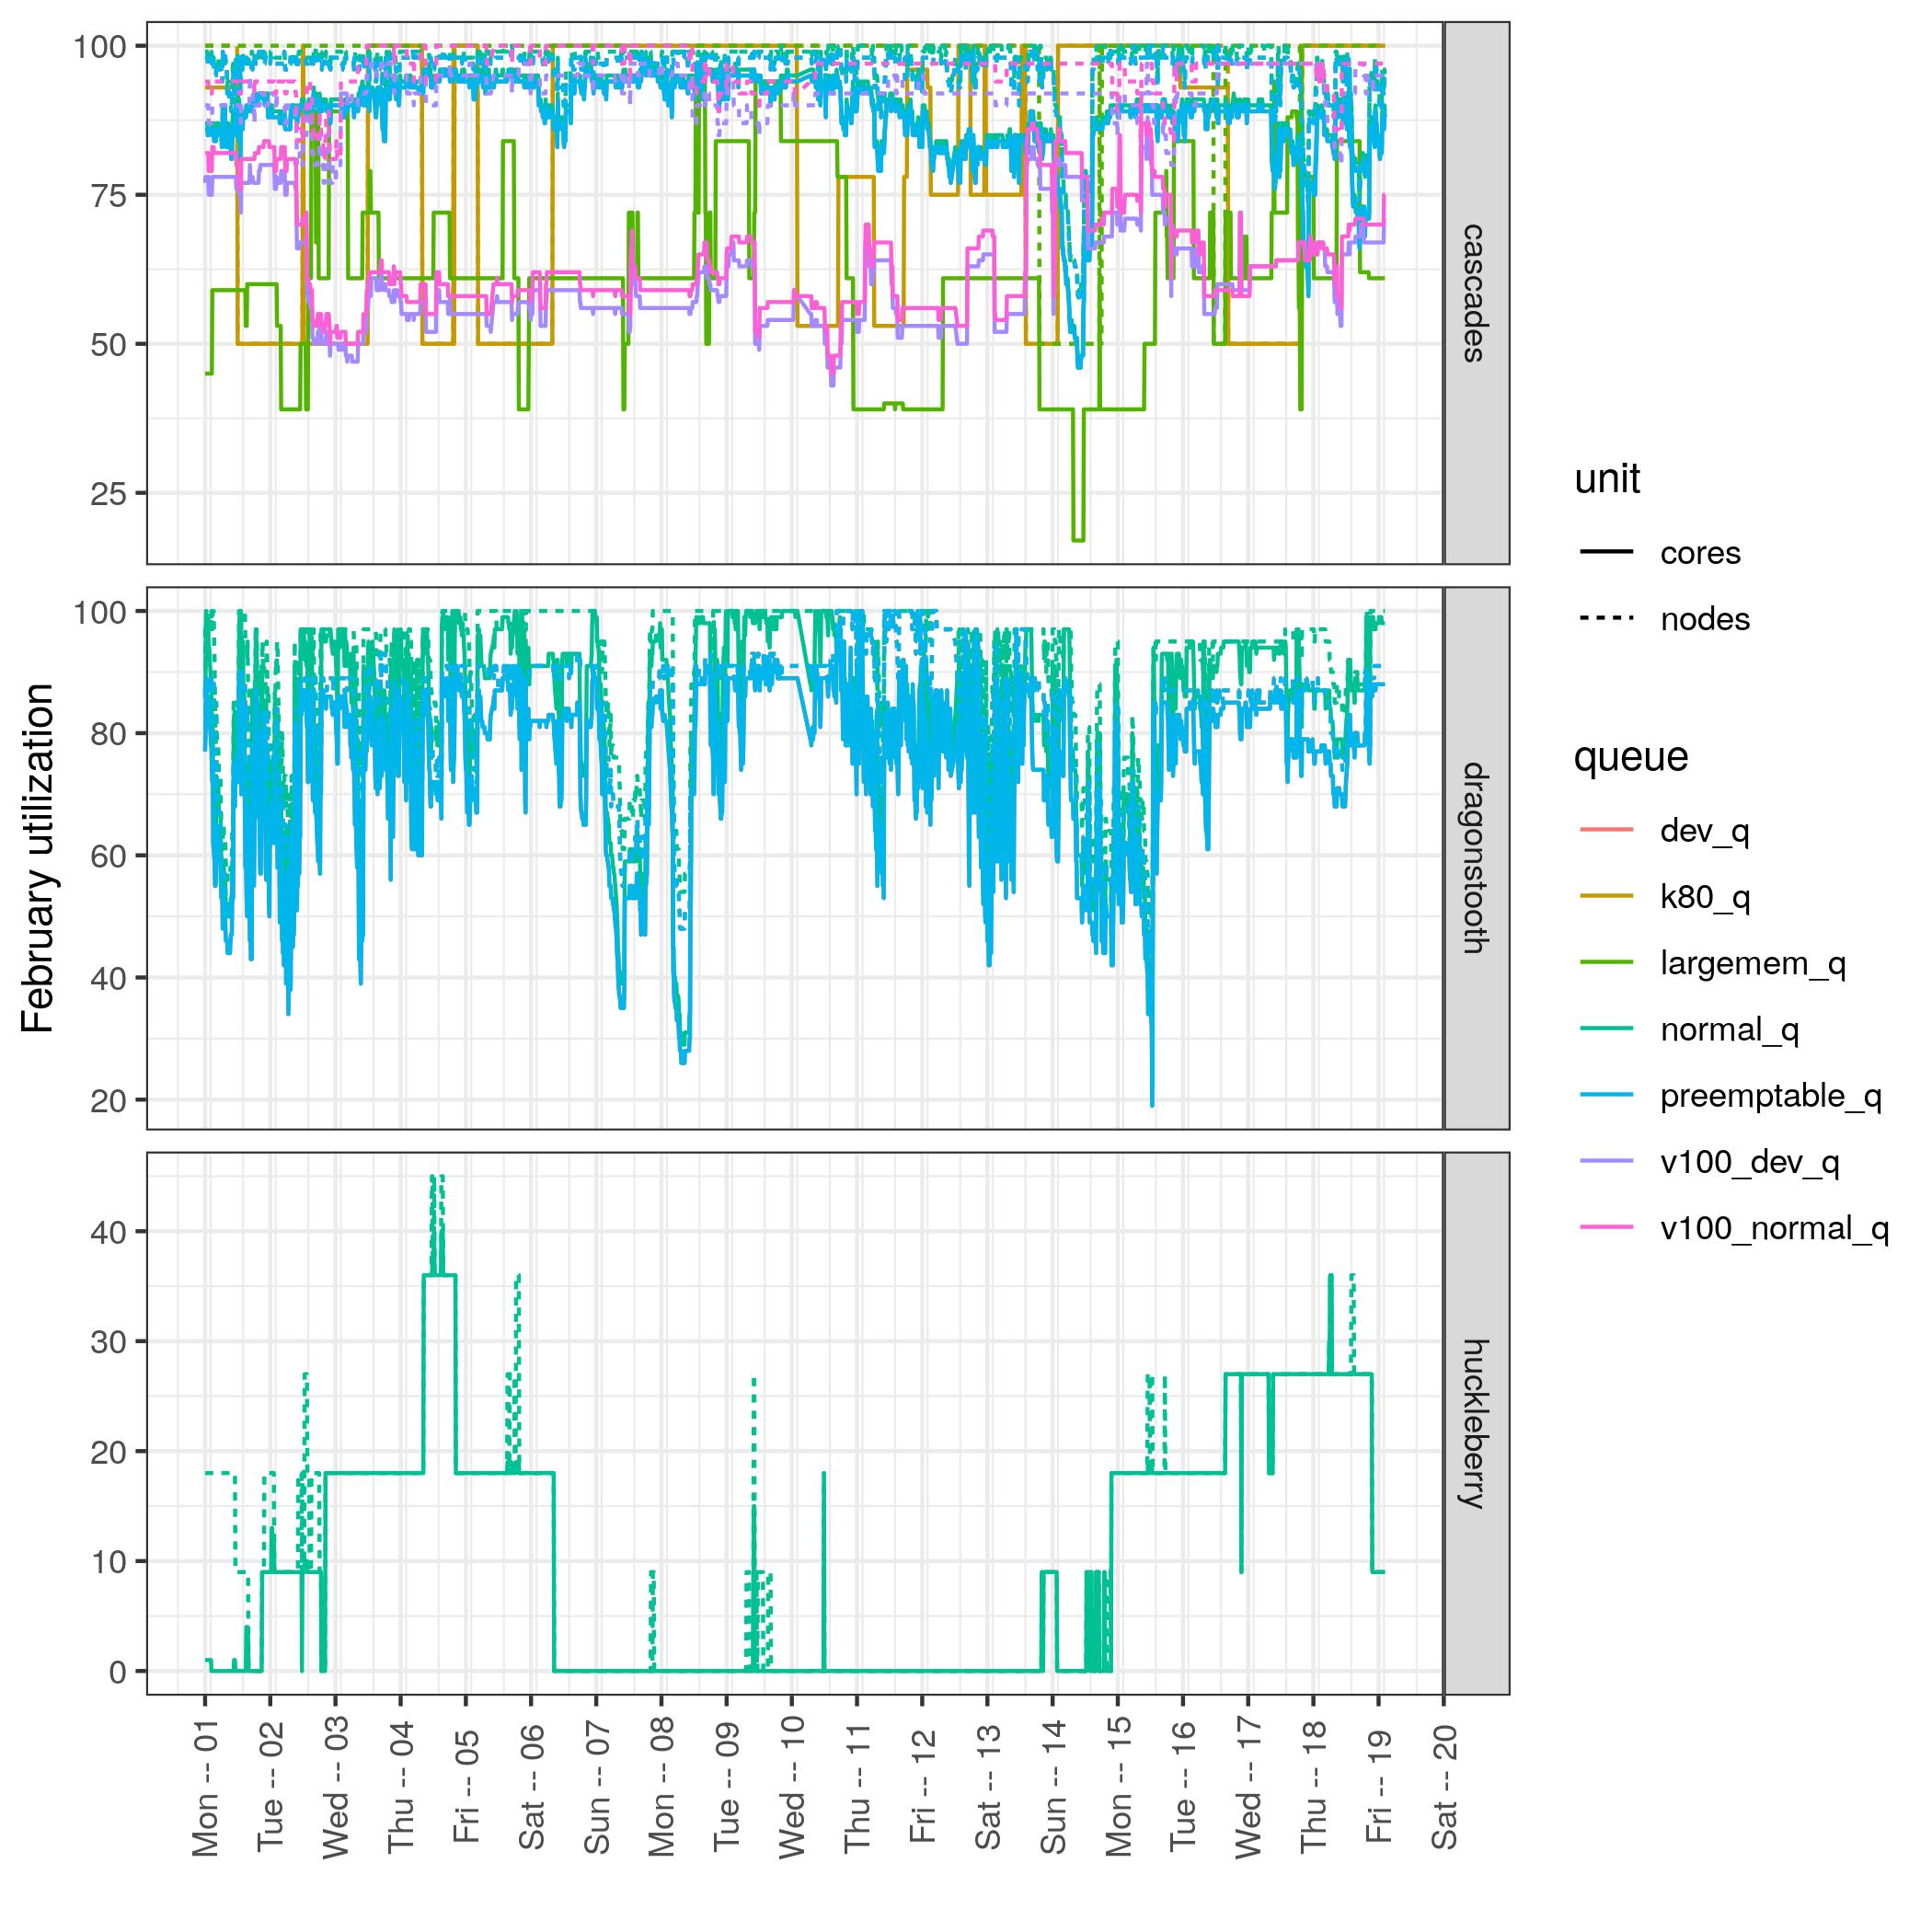 February utilization
100
75
50
25
cascades
100
80
60
40
20
dragonstooth
40
30
20
10
0
huckleberry
Mon -- 01
Tue -- 02
Wed -- 03
Thu -- 04
Fri -- 05
Sat -- 06
Sun -- 07
Mon -- 08
Tue -- 09
Wed -- 10
Thu -- 11
Fri -- 12
Sat -- 13
Sun -- 14
Mon -- 15
Tue -- 16
Wed -- 17
Thu -- 18
Fri -- 19
Sat -- 20
unit
cores
nodes
queue
dev_q
k80_q
largemem_q
normal_q
preemptable_q
v100_dev_q
v100_normal_q